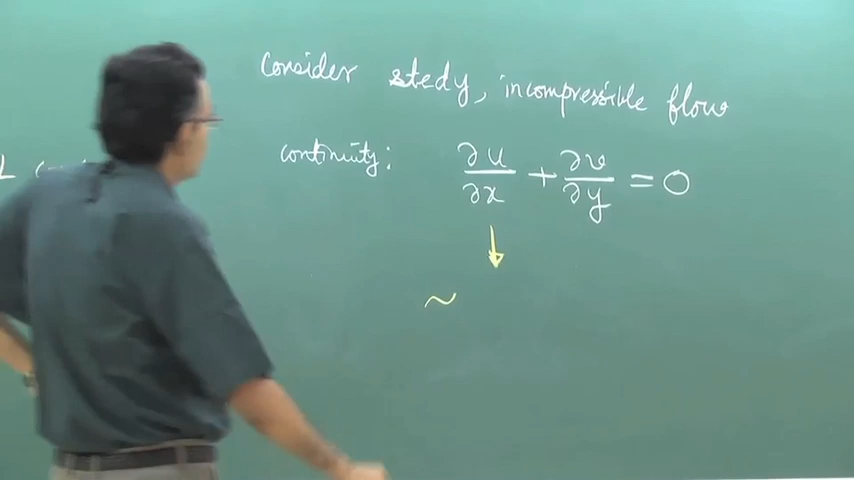 Consider stedy, incompressible flow
continuity: ∂u/∂x + ∂v/∂y = 0
↓
~